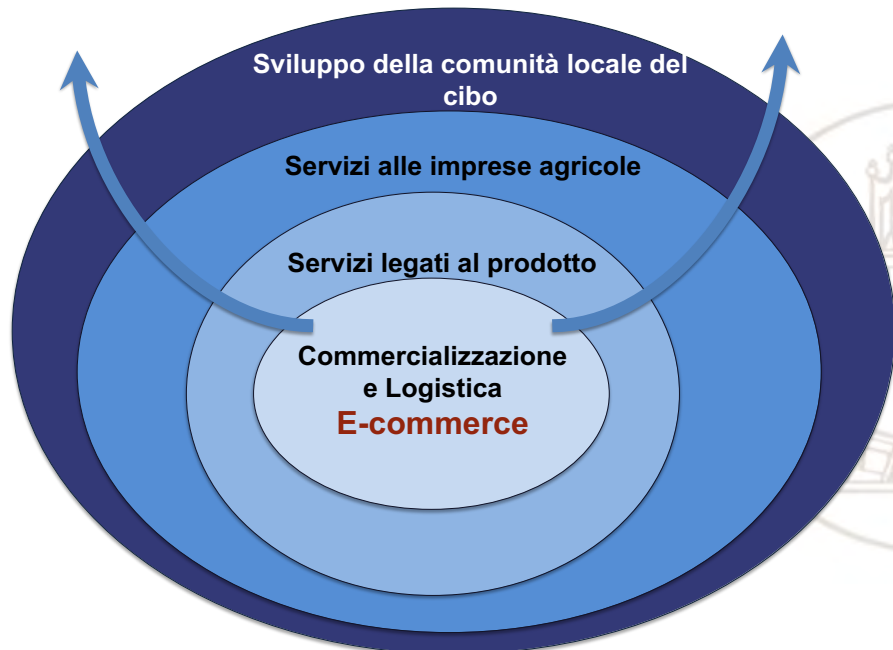 Sviluppo della comunità locale del
cibo
Servizi alle imprese agricole
Servizi legati al prodotto
Commercializzazione
e Logistica
E-commerce